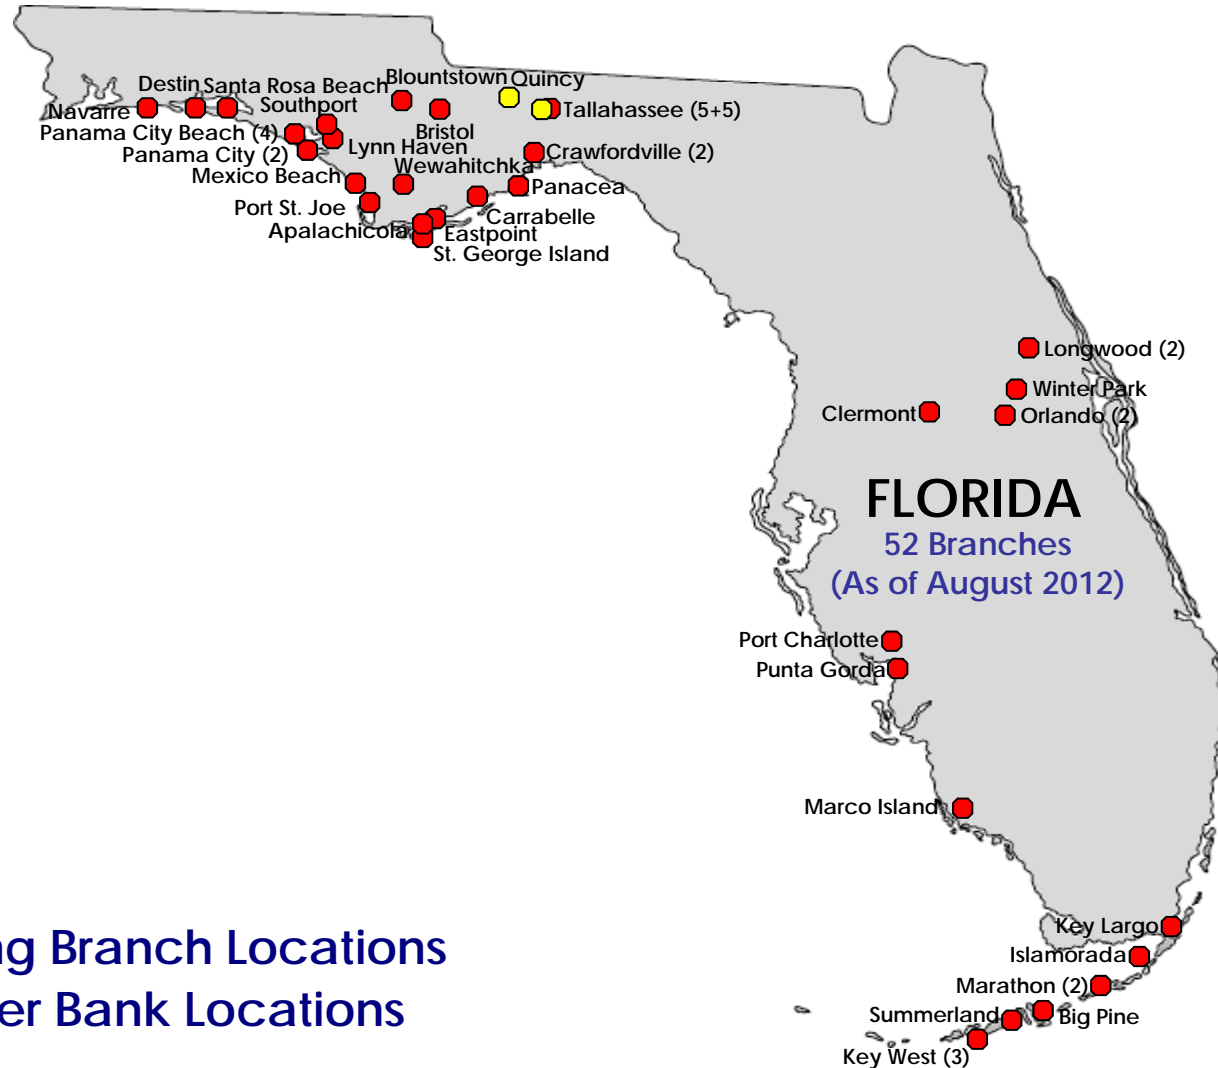 Destin
Santa Rosa Beach
Blountstown
Quincy
Navarre
Southport
Tallahassee (5+5)
Panama City Beach (4)
Bristol
Panama City (2)
Lynn Haven
Crawfordville (2)
Mexico Beach
Wewahitchka
Panacea
Port St. Joe
Carrabelle
Apalachicola
Eastpoint
St. George Island
Longwood (2)
Winter Park
Clermont
Orlando (2)
FLORIDA
52 Branches
(As of August 2012)
Port Charlotte
Punta Gorda
Marco Island
Key Largo
Islamorada
Marathon (2)
Summerland
Big Pine
Key West (3)
ng Branch Locations
er Bank Locations